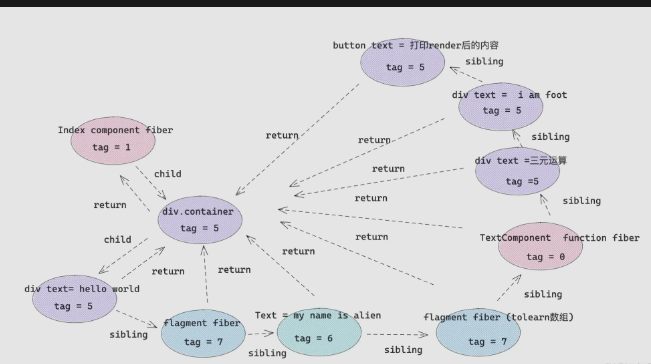 button text = 打印render后的内容
tag = 5
sibling
div text =  i am foot
tag = 5
Index component fiber
tag = 1
return
return
sibling
div text =三元运算
tag =5
child
return
return
return
sibling
div.container
tag = 5
child
return
TextComponent  function fiber
tag = 0
return
return
return
div text= hello world
tag = 5
sibling
sibling
flagment fiber
tag = 7
sibling
Text = my name is alien
tag = 6
sibling
flagment fiber (tolearn数组)
tag = 7